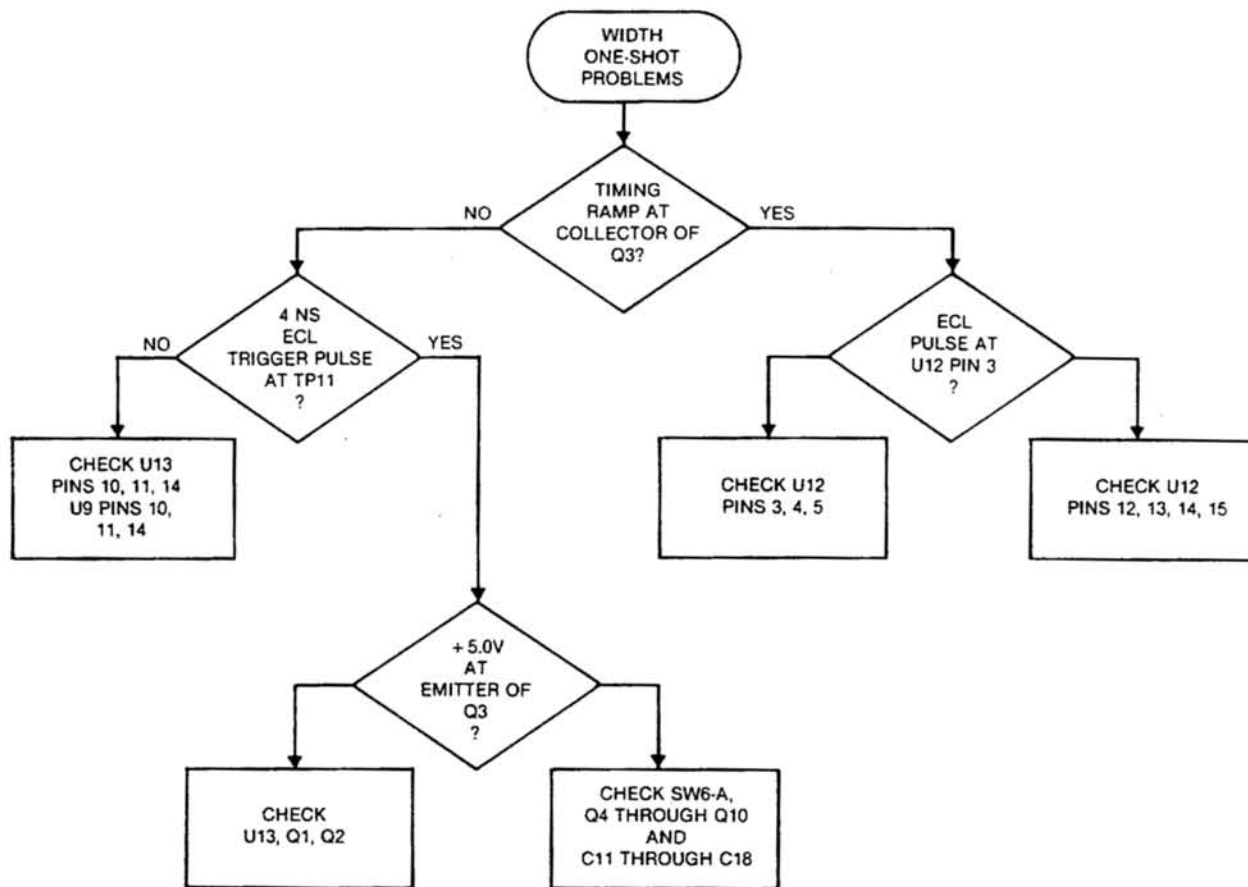 WIDTH
ONE-SHOT
PROBLEMS
TIMING
RAMP AT
COLLECTOR OF
Q3?
NO
YES
4 NS
ECL
TRIGGER PULSE
AT TP11
?
NO
YES
ECL
PULSE AT
U12 PIN 3
?
CHECK U13
PINS 10, 11, 14
U9 PINS 10,
11, 14
CHECK U12
PINS 3, 4, 5
CHECK U12
PINS 12, 13, 14, 15
+ 5.0V
AT
EMITTER OF
Q3
?
CHECK
U13, Q1, Q2
CHECK SW6-A,
Q4 THROUGH Q10
AND
C11 THROUGH C18